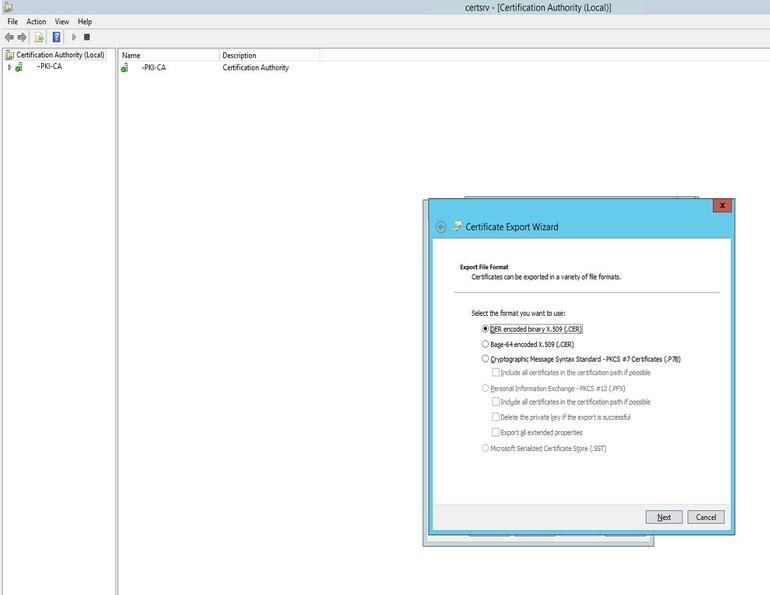 certsrv - [Certification Authority (Local)]
File Action View Help
Certification Authority (Local)
-PKI-CA
Name Description
-PKI-CA Certification Authority
x
Certificate Export Wizard
Export File Format
Certificates can be exported in a variety of file formats.
Select the format you want to use:
DER encoded binary X.509 (.CER)
Base-64 encoded X.509 (.CER)
Cryptographic Message Syntax Standard - PKCS #7 Certificates (.P7B)
Include all certificates in the certification path if possible
Personal Information Exchange - PKCS #12 (.PFX)
Include all certificates in the certification path if possible
Delete the private key if the export is successful
Export all extended properties
Microsoft Serialized Certificate Store (.SST)
Next Cancel